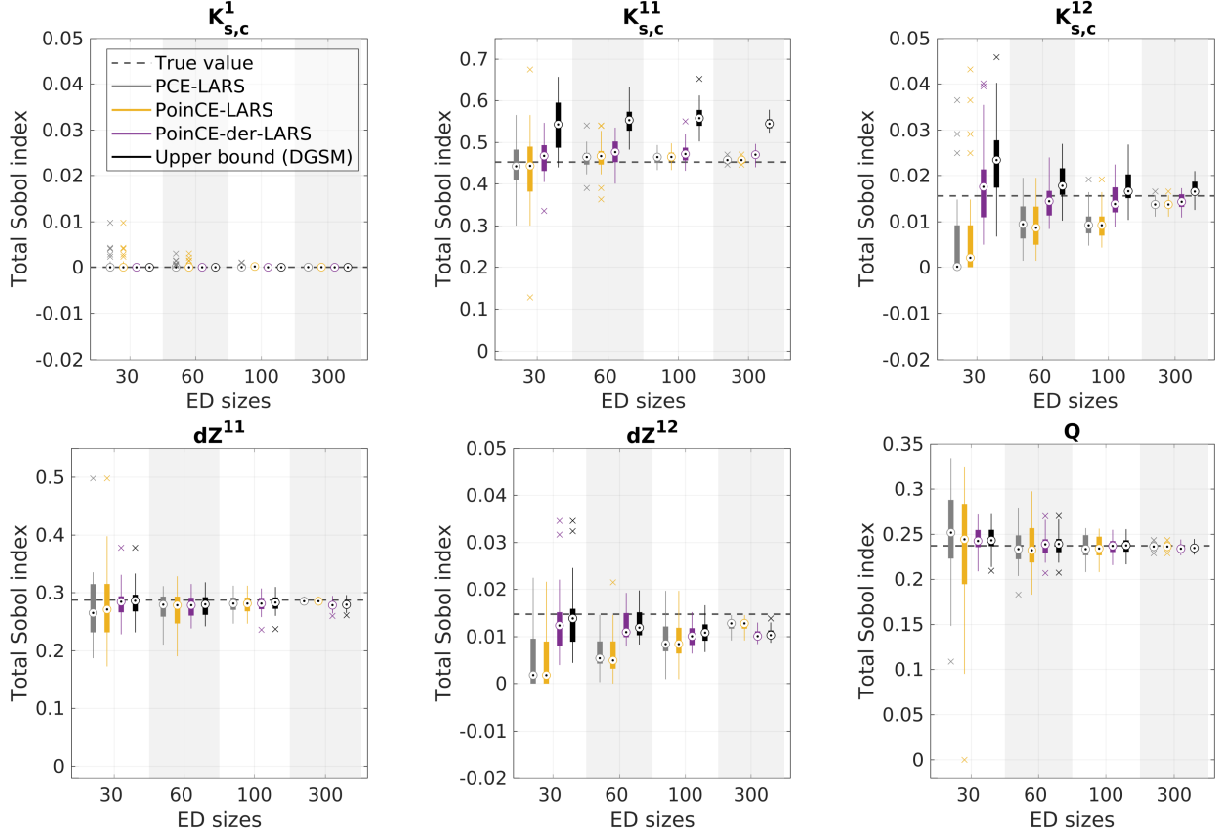 K^1_{s,c}
0.05
0.04
0.03
0.02
0.01
0
-0.01
-0.02
Total Sobol index
True value
PCE-LARS
PoinCE-LARS
PoinCE-der-LARS
Upper bound (DGSM)
30 60 100 300
ED sizes
K^{11}_{s,c}
0.7
0.6
0.5
0.4
0.3
0.2
0.1
0
Total Sobol index
30 60 100 300
ED sizes
K^{12}_{s,c}
0.05
0.04
0.03
0.02
0.01
0
-0.01
-0.02
Total Sobol index
30 60 100 300
ED sizes
dZ^{11}
0.5
0.4
0.3
0.2
0.1
0
Total Sobol index
30 60 100 300
ED sizes
dZ^{12}
0.05
0.04
0.03
0.02
0.01
0
-0.01
-0.02
Total Sobol index
30 60 100 300
ED sizes
Q
0.35
0.3
0.25
0.2
0.15
0.1
0.05
0
Total Sobol index
30 60 100 300
ED sizes